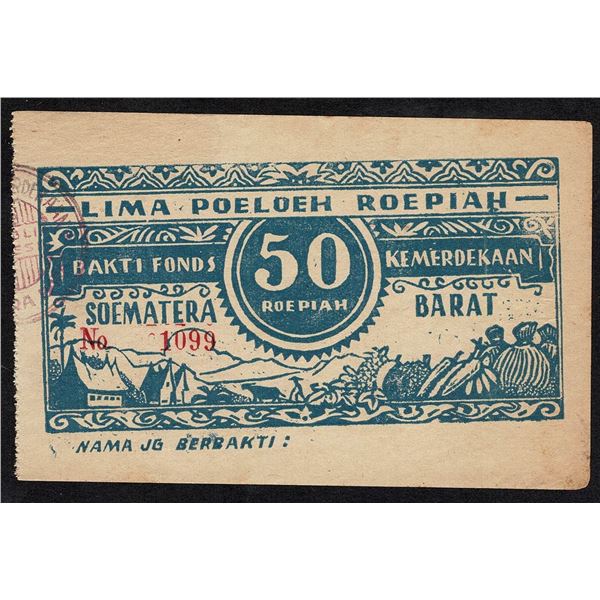 LIMA POELOEH ROEPIAH
BAKTI FONDS 50 KEMERDEKAAN
ROEPIAH
SOEMATERA BARAT
No 1099
NAMA JG BERBAKTI :